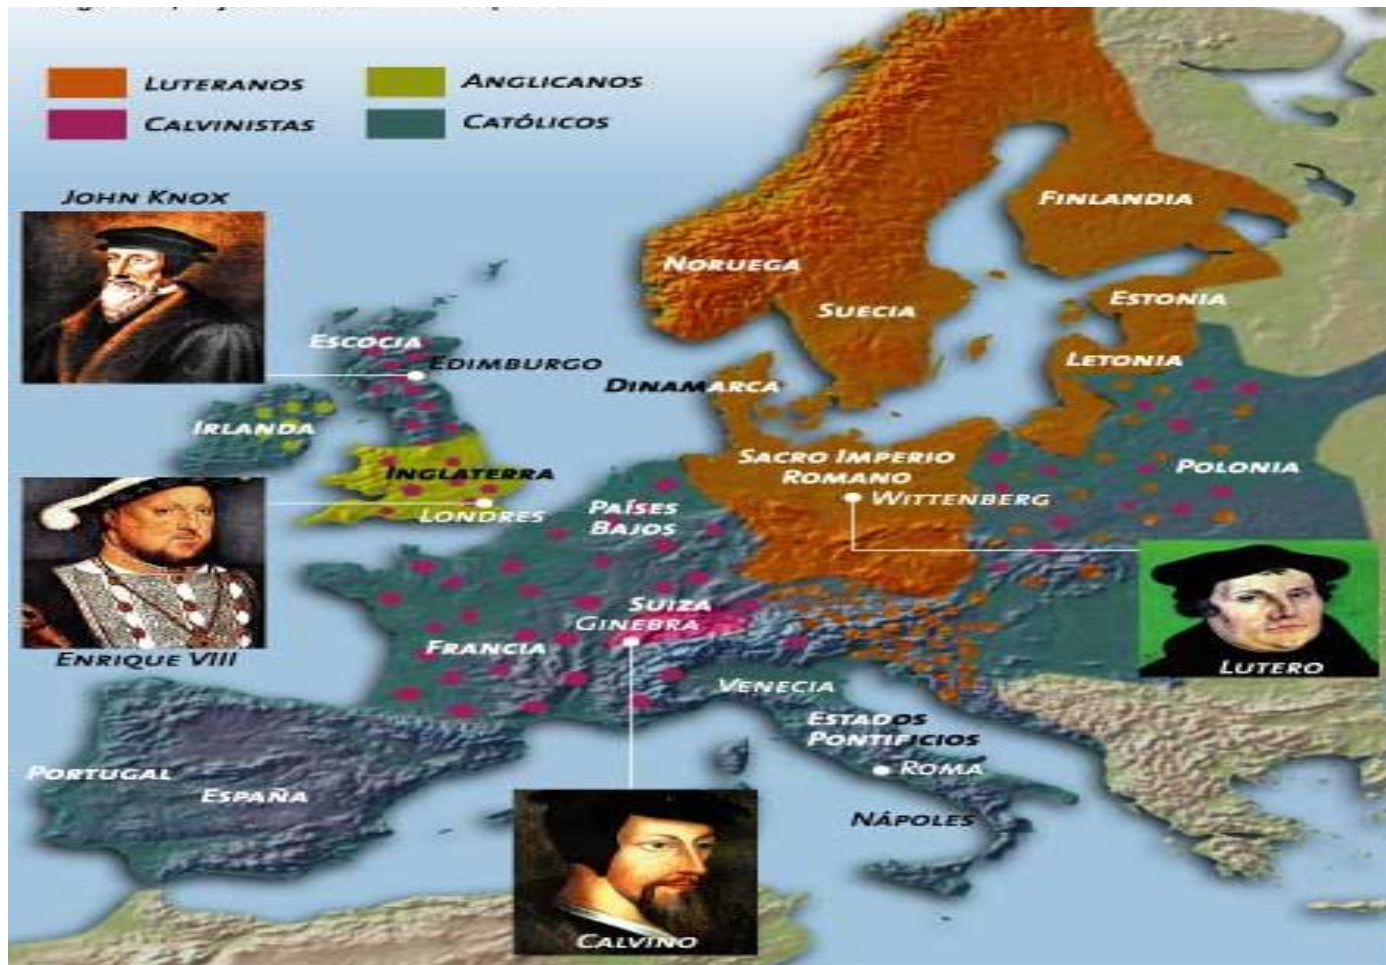 LUTERANOS
ANGLICANOS
CALVINISTAS
CATÓLICOS
JOHN KNOX
FINLANDIA
NORUEGA
SUECIA
ESTONIA
ESCOCIA
EDIMBURGO
LETONIA
DINAMARCA
IRLANDA
SACRO IMPERIO
ROMANO
POLONIA
INGLATERRA
WITTENBERG
LONDRES
PAÍSES
BAJOS
SUIZA
GINEBRA
FRANCIA
ENRIQUE VIII
LUTERO
VENECIA
ESTADOS
PONTIFICIOS
ROMA
PORTUGAL
ESPAÑA
NÁPOLES
CALVINO